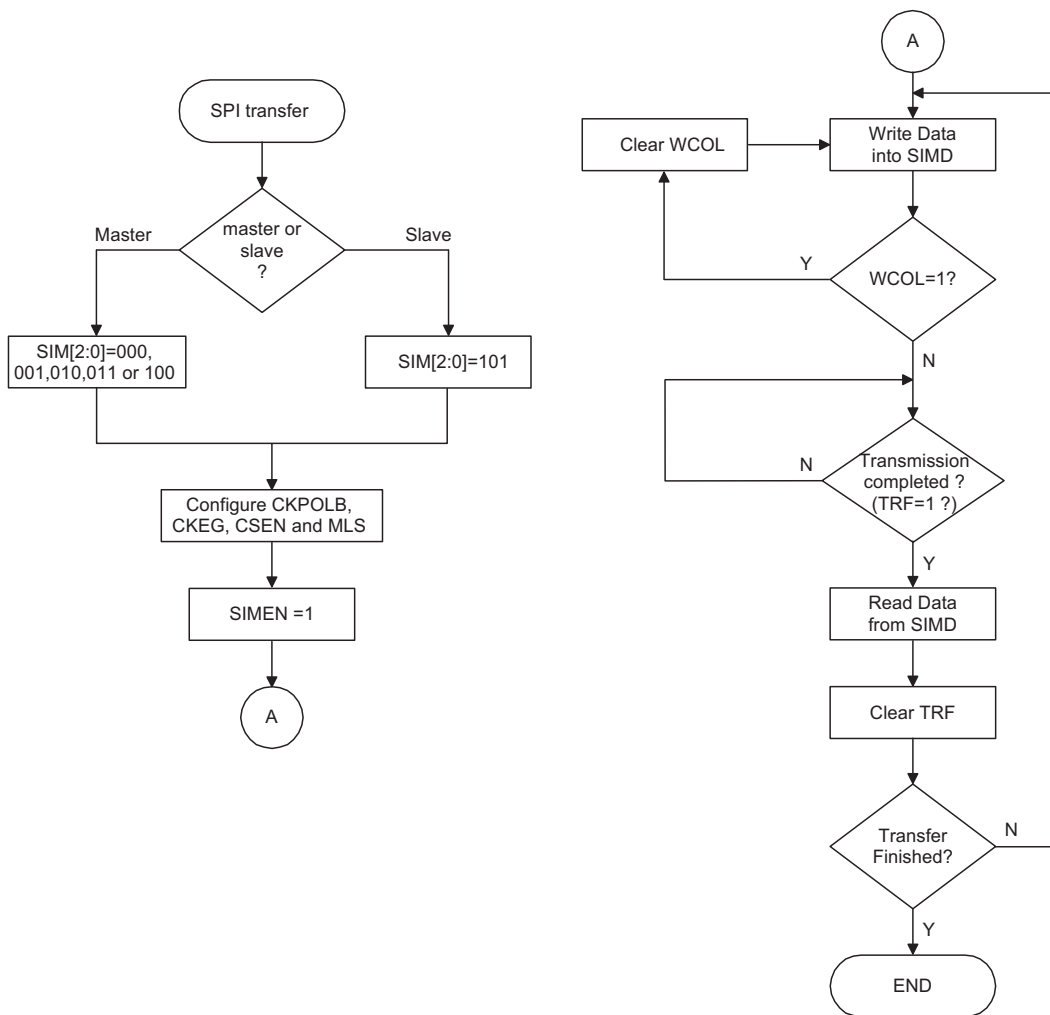 SPI transfer
master or
slave
?
Master
Slave
SIM[2:0]=000,
001,010,011 or 100
SIM[2:0]=101
Configure CKPOLB,
CKEG, CSEN and MLS
SIMEN =1
A
A
Write Data
into SIMD
Clear WCOL
WCOL=1?
Y
N
Transmission
completed ?
(TRF=1 ?)
N
Y
Read Data
from SIMD
Clear TRF
Transfer
Finished?
N
Y
END